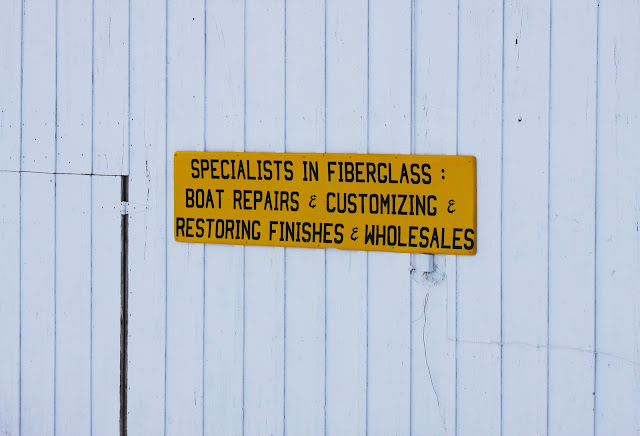 SPECIALISTS IN FIBERGLASS :
BOAT REPAIRS & CUSTOMIZING &
RESTORING FINISHES & WHOLESALES